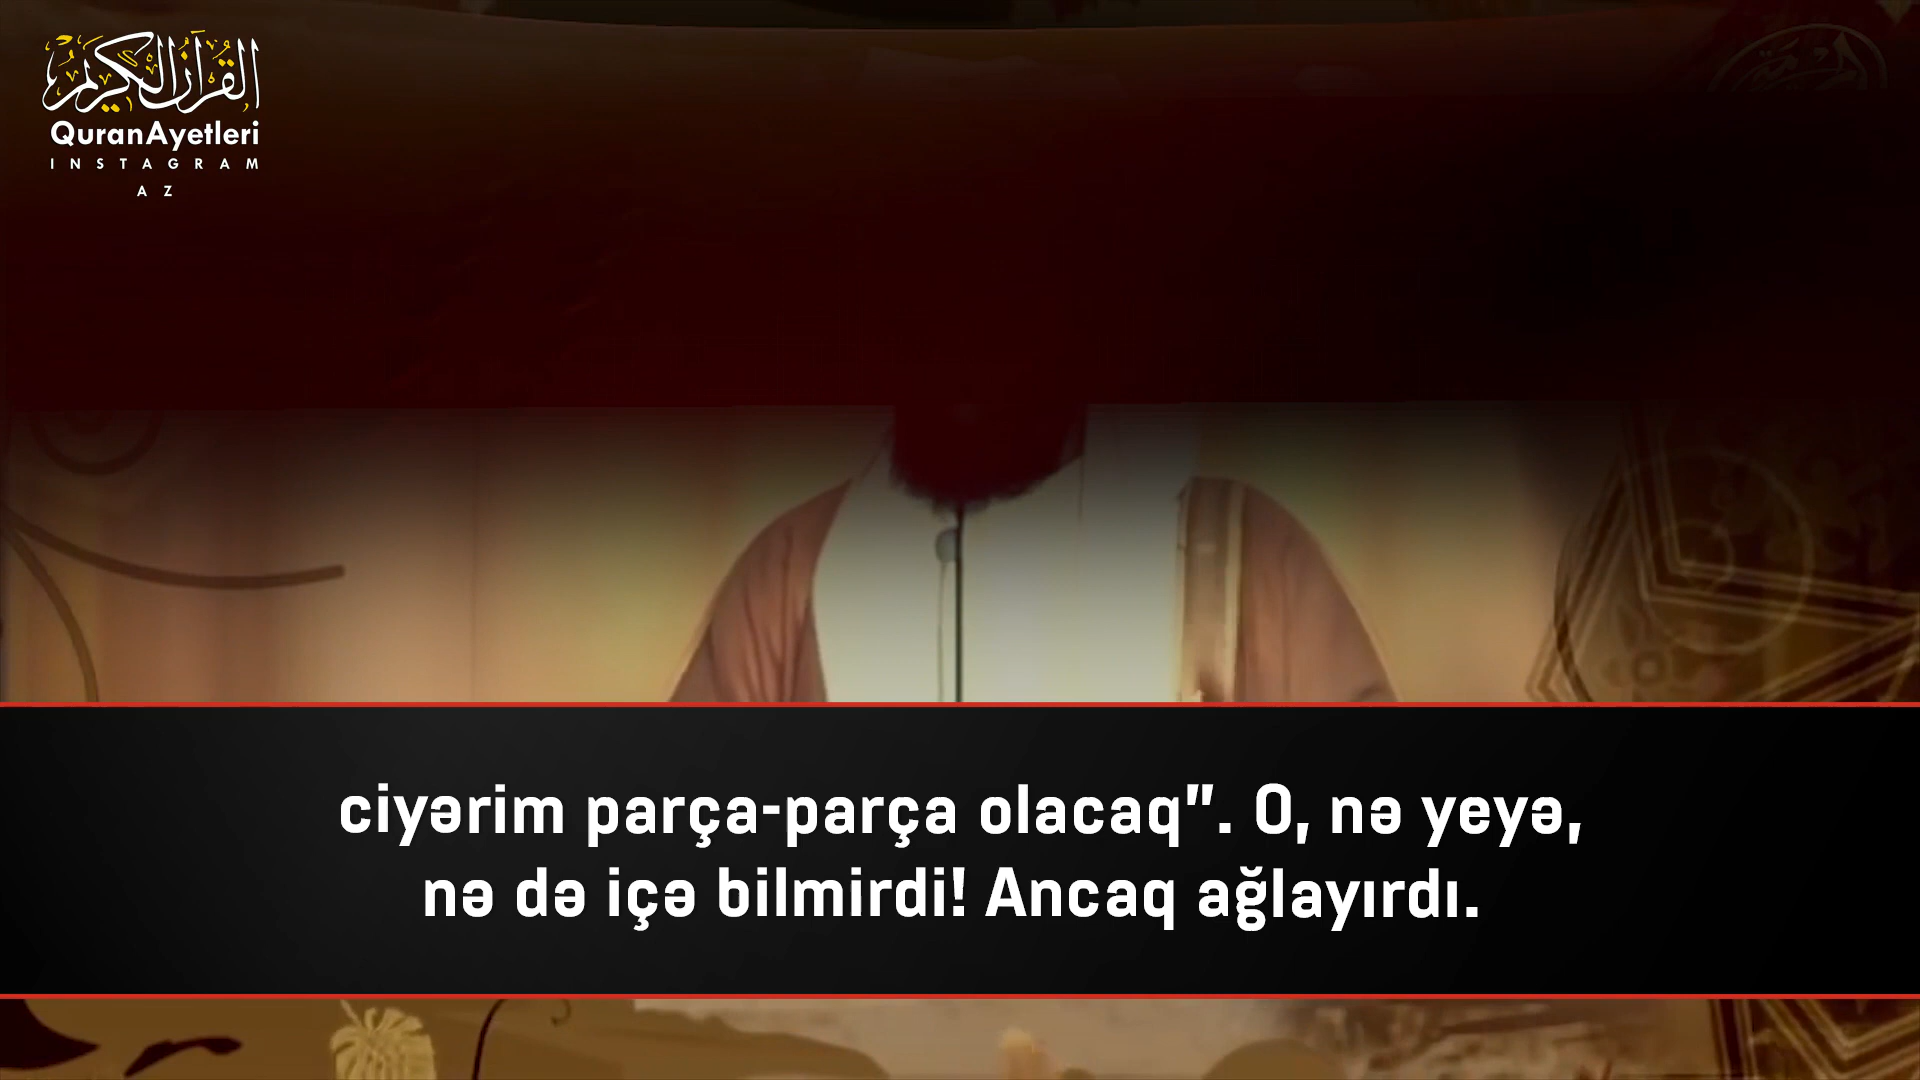 القرآن الكريم
QuranAyetleri
INSTAGRAM
AZ
ciyərim parça-parça olacaq”. O, nə yeyə,
nə də içə bilmirdi! Ancaq ağlayırdı.